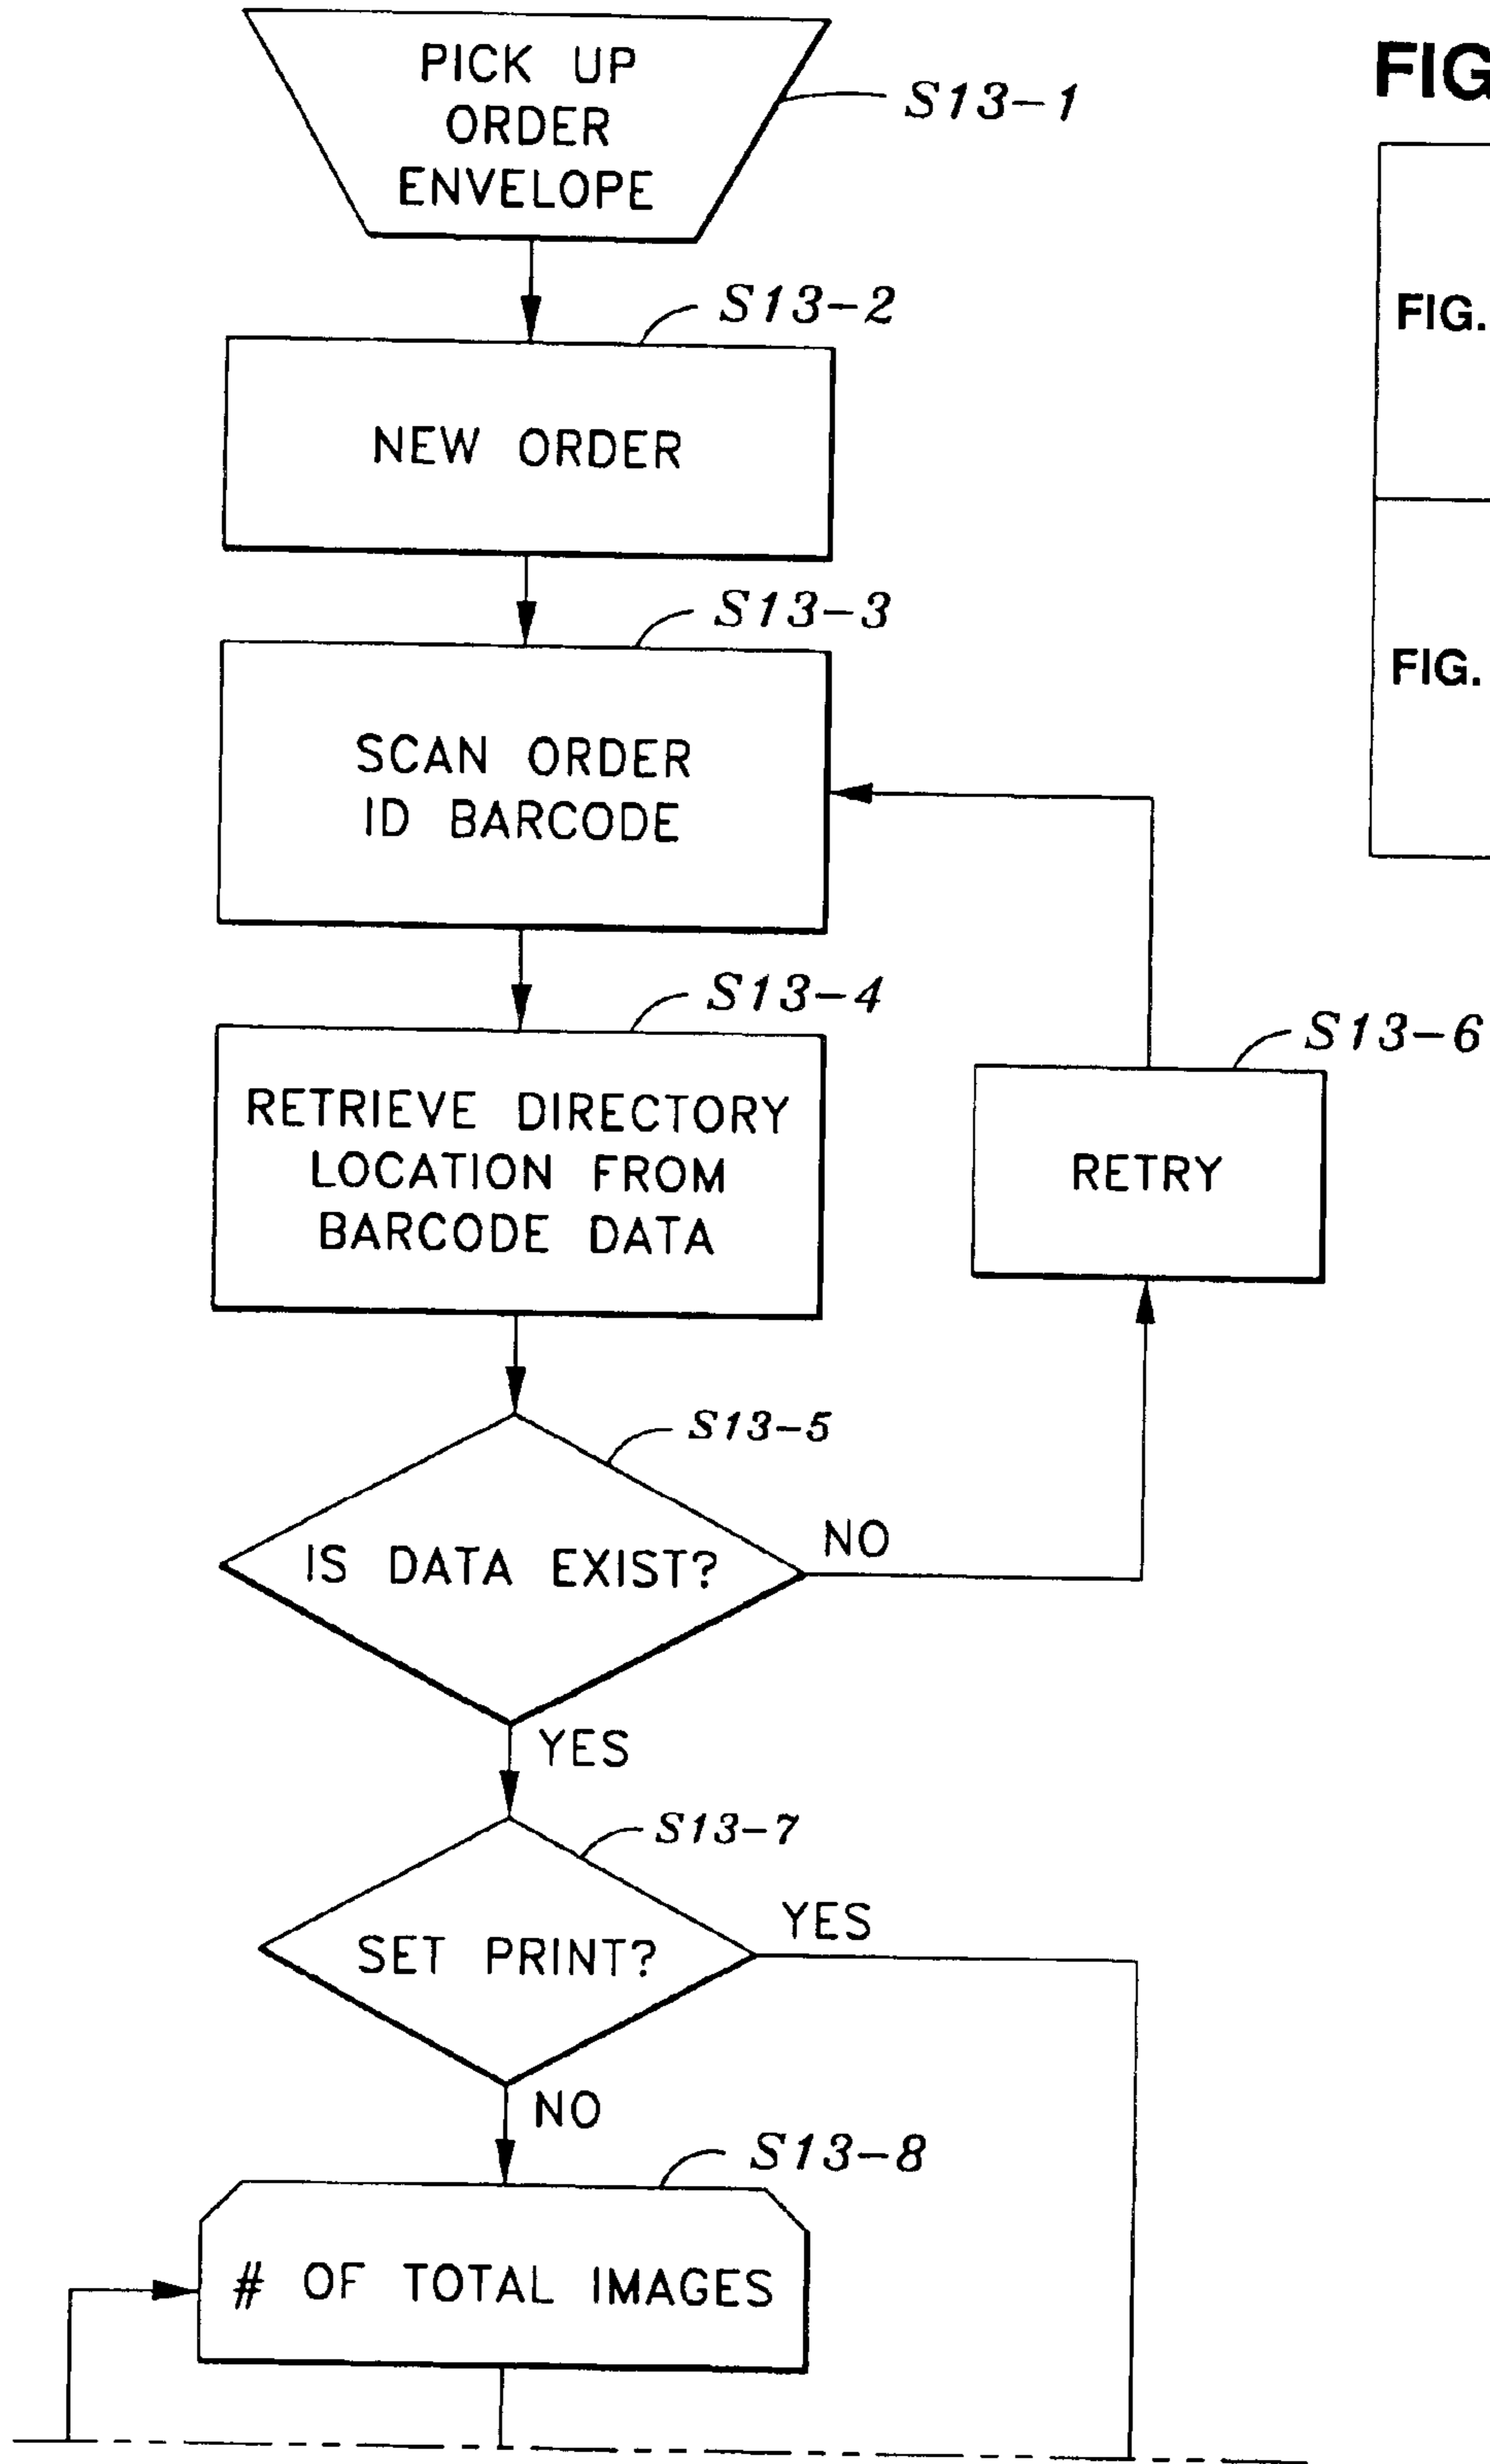 PICK UP
ORDER
ENVELOPE
S13-1
S13-2
NEW ORDER
S13-3
SCAN ORDER
ID BARCODE
S13-4
RETRIEVE DIRECTORY
LOCATION FROM
BARCODE DATA
S13-6
RETRY
S13-5
IS DATA EXIST?
NO
YES
S13-7
SET PRINT?
YES
NO
S13-8
# OF TOTAL IMAGES
FIG
FIG.
FIG.